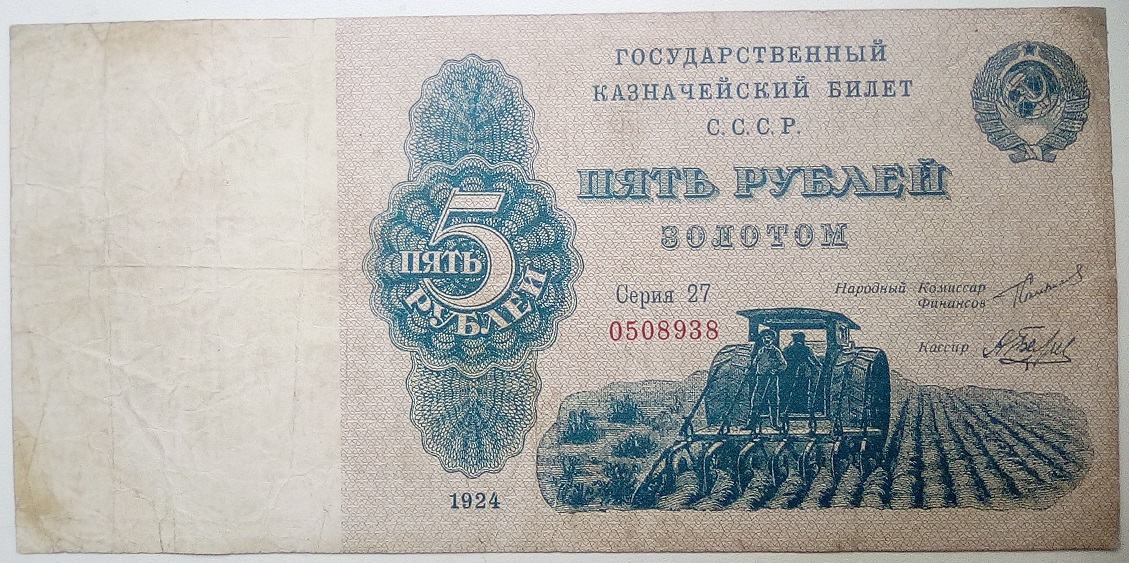 ГОСУДАРСТВЕННЫЙ
КАЗНАЧЕЙСКИЙ БИЛЕТ
С.С.С.Р.
ПЯТЬ РУБЛЕЙ
ЗОЛОТОМ
5
ПЯТЬ
РУБЛЕЙ
Серия 27
0508938
Народный Комиссар
Финансов
Кассир
1924